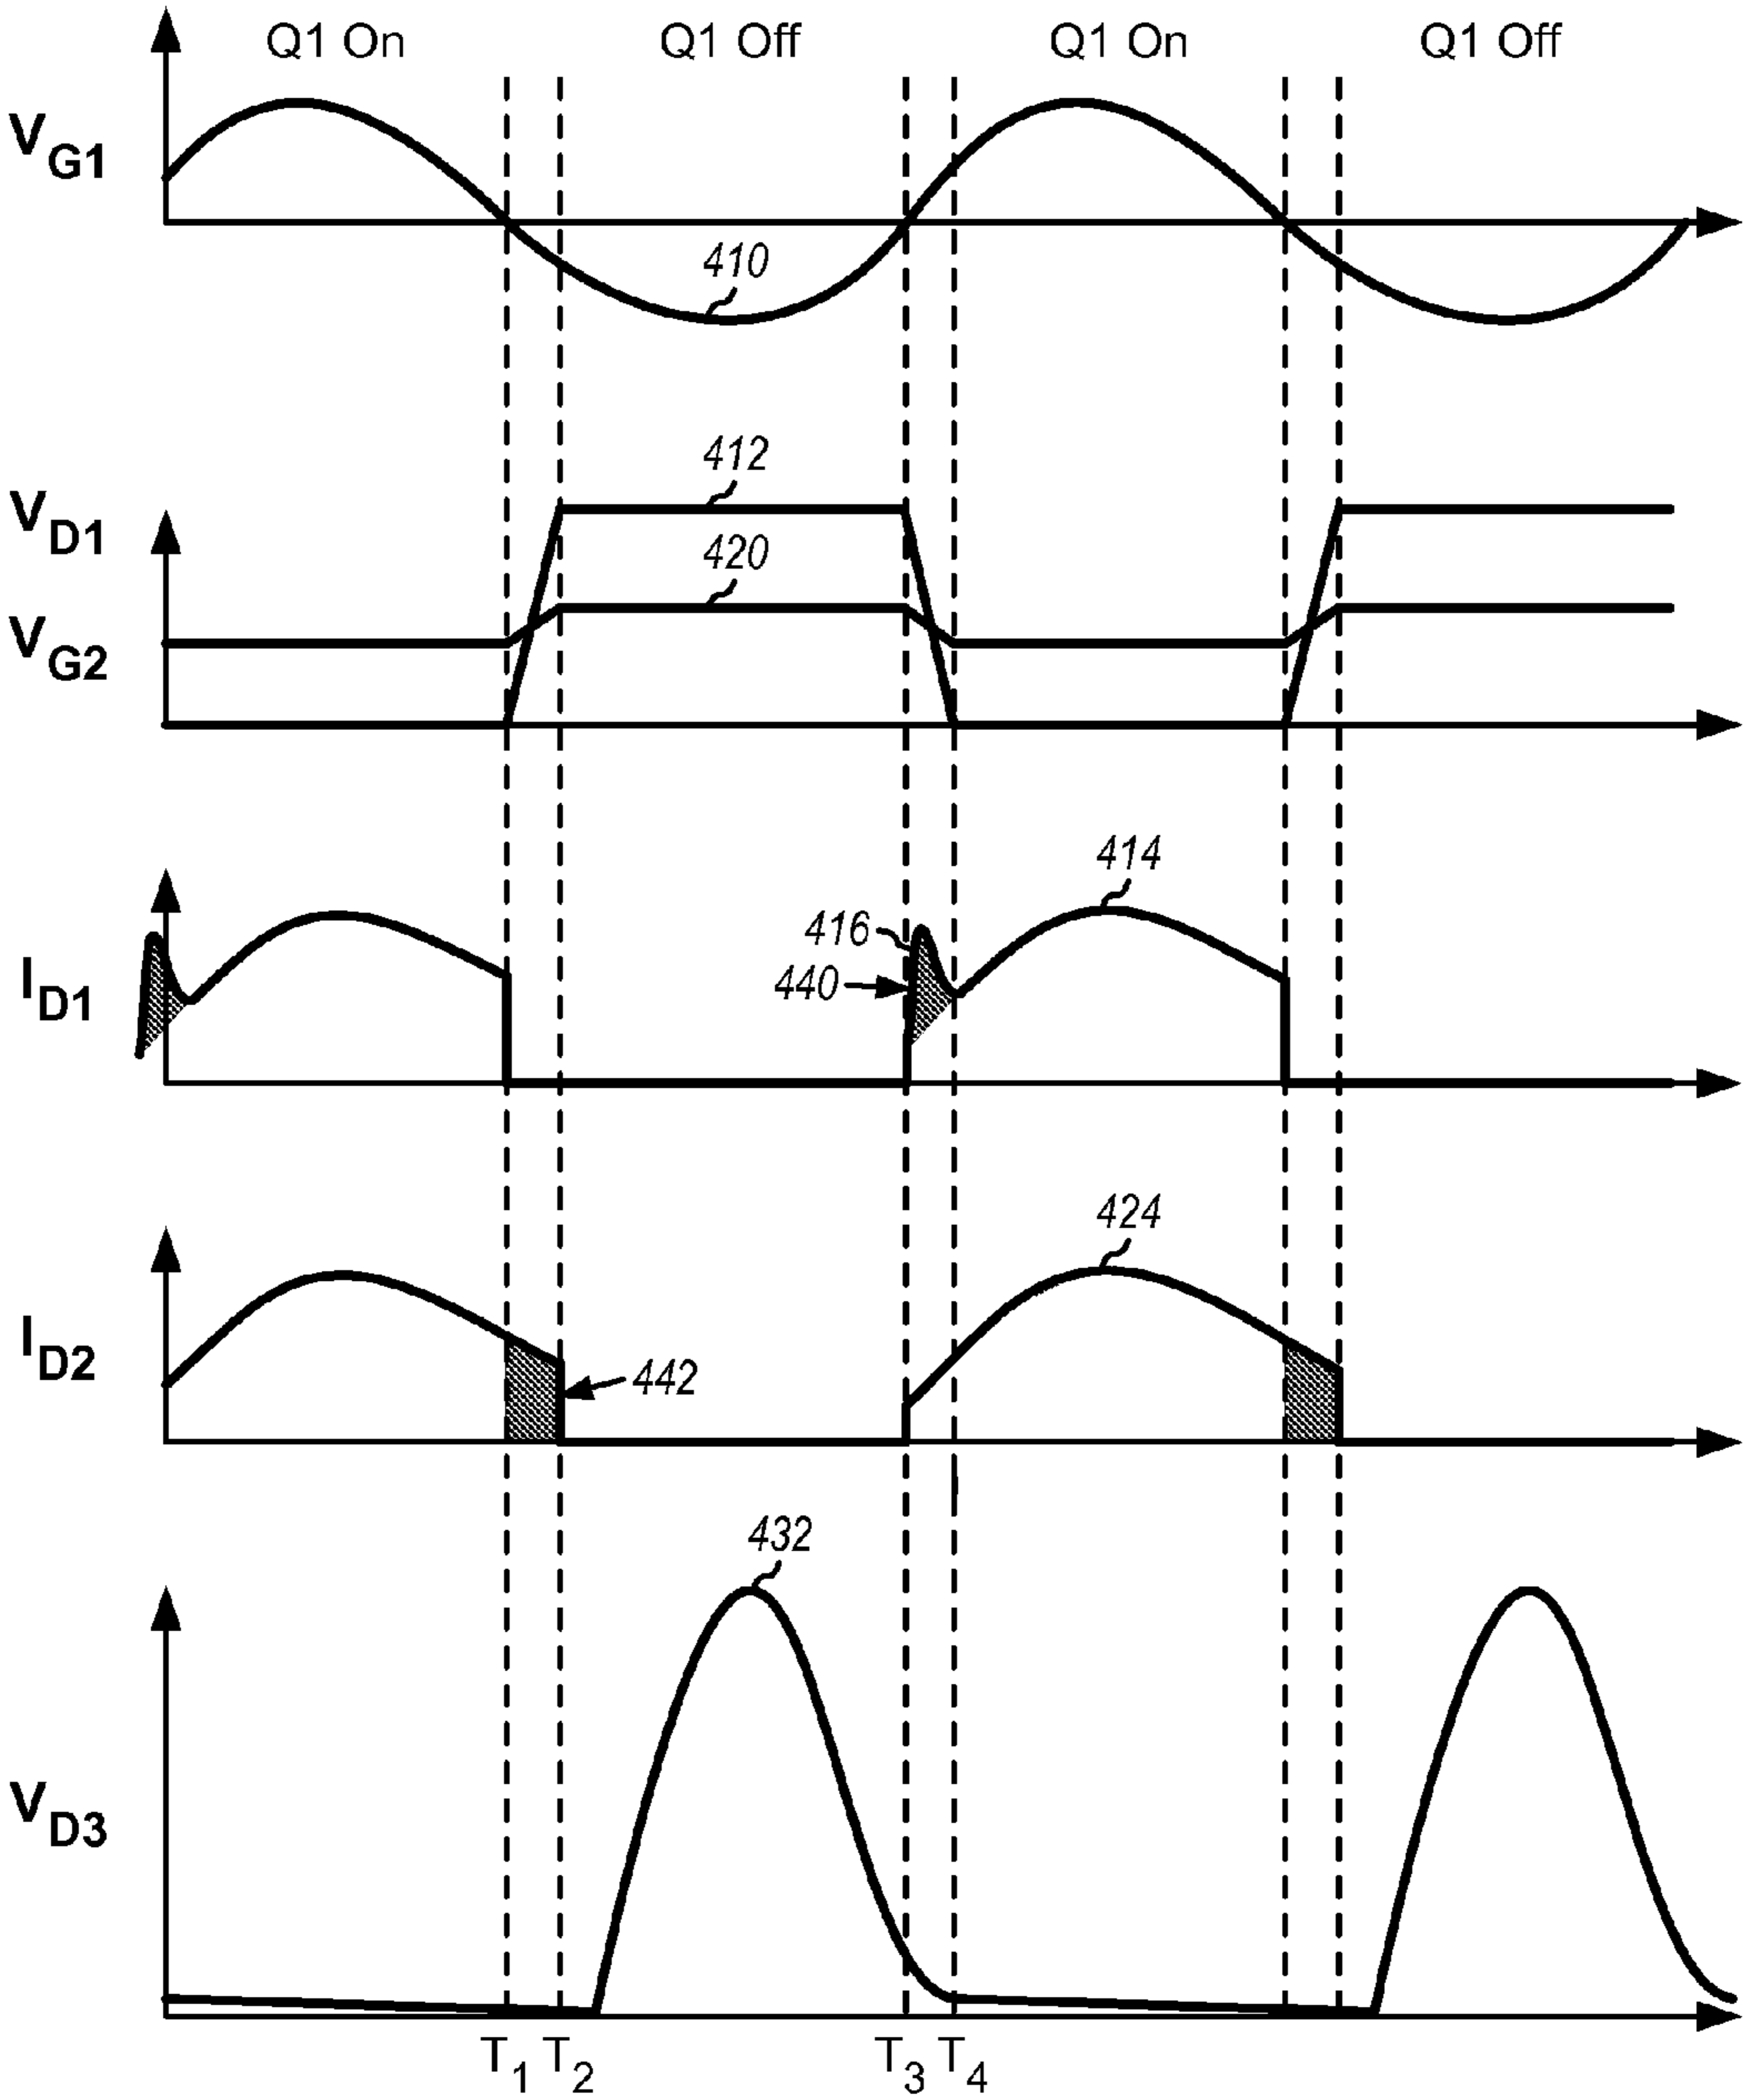 Q1 On Q1 Off Q1 On Q1 Off
VG1
410
412
VD1
420
VG2
414
416
ID1
440
424
ID2
442
432
VD3
T1 T2 T3 T4